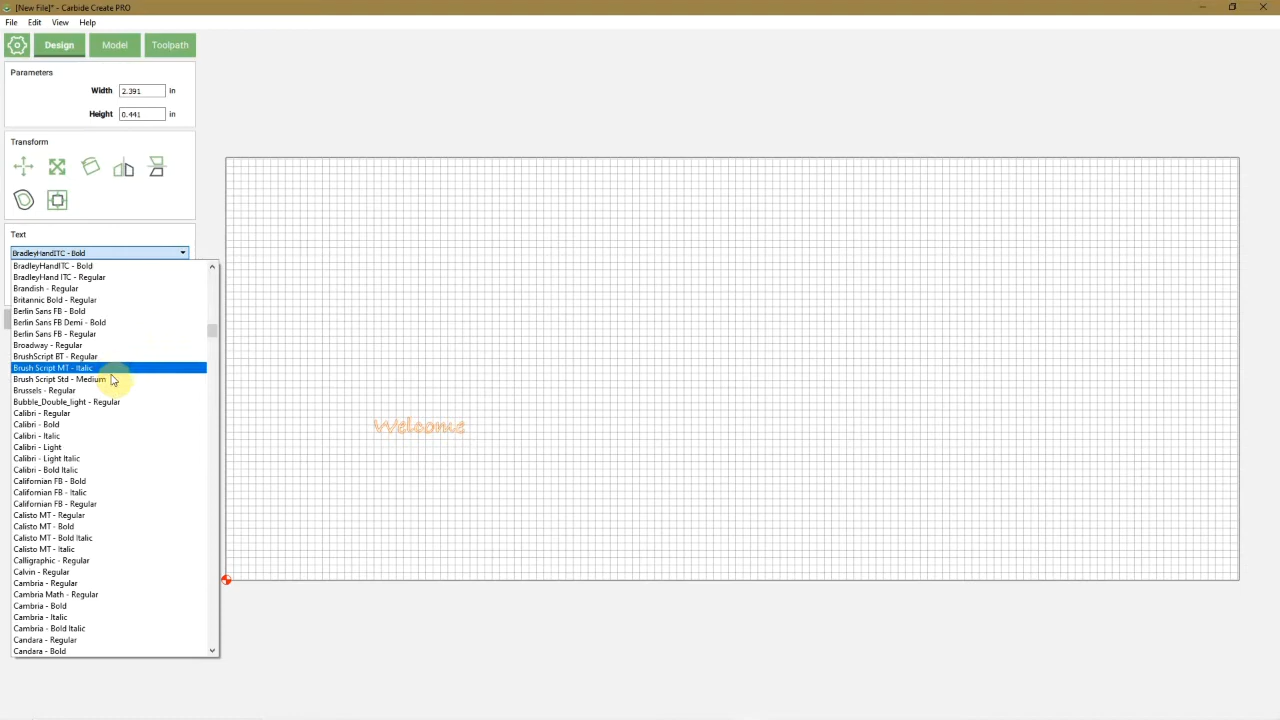 [New File]* - Carbide Create PRO
File Edit View Help
Design Model Toolpath
Parameters
Width 2.391 in
Height 0.441 in
Transform
Text
BradleyHandITC - Bold
BradleyHandITC - Bold
BradleyHand ITC - Regular
Brandish - Regular
Britannic Bold - Regular
Berlin Sans FB - Bold
Berlin Sans FB Demi - Bold
Berlin Sans FB - Regular
Broadway - Regular
BrushScript BT - Regular
Brush Script MT - Italic
Brush Script Std - Medium
Brussels - Regular
Bubble_Double_light - Regular
Calibri - Regular
Calibri - Bold
Calibri - Italic
Calibri - Light
Calibri - Light Italic
Calibri - Bold Italic
Californian FB - Bold
Californian FB - Italic
Californian FB - Regular
Calisto MT - Regular
Calisto MT - Bold
Calisto MT - Bold Italic
Calisto MT - Italic
Calligraphic - Regular
Calvin - Regular
Cambria - Regular
Cambria Math - Regular
Cambria - Bold
Cambria - Italic
Cambria - Bold Italic
Candara - Regular
Candara - Bold
Welcome